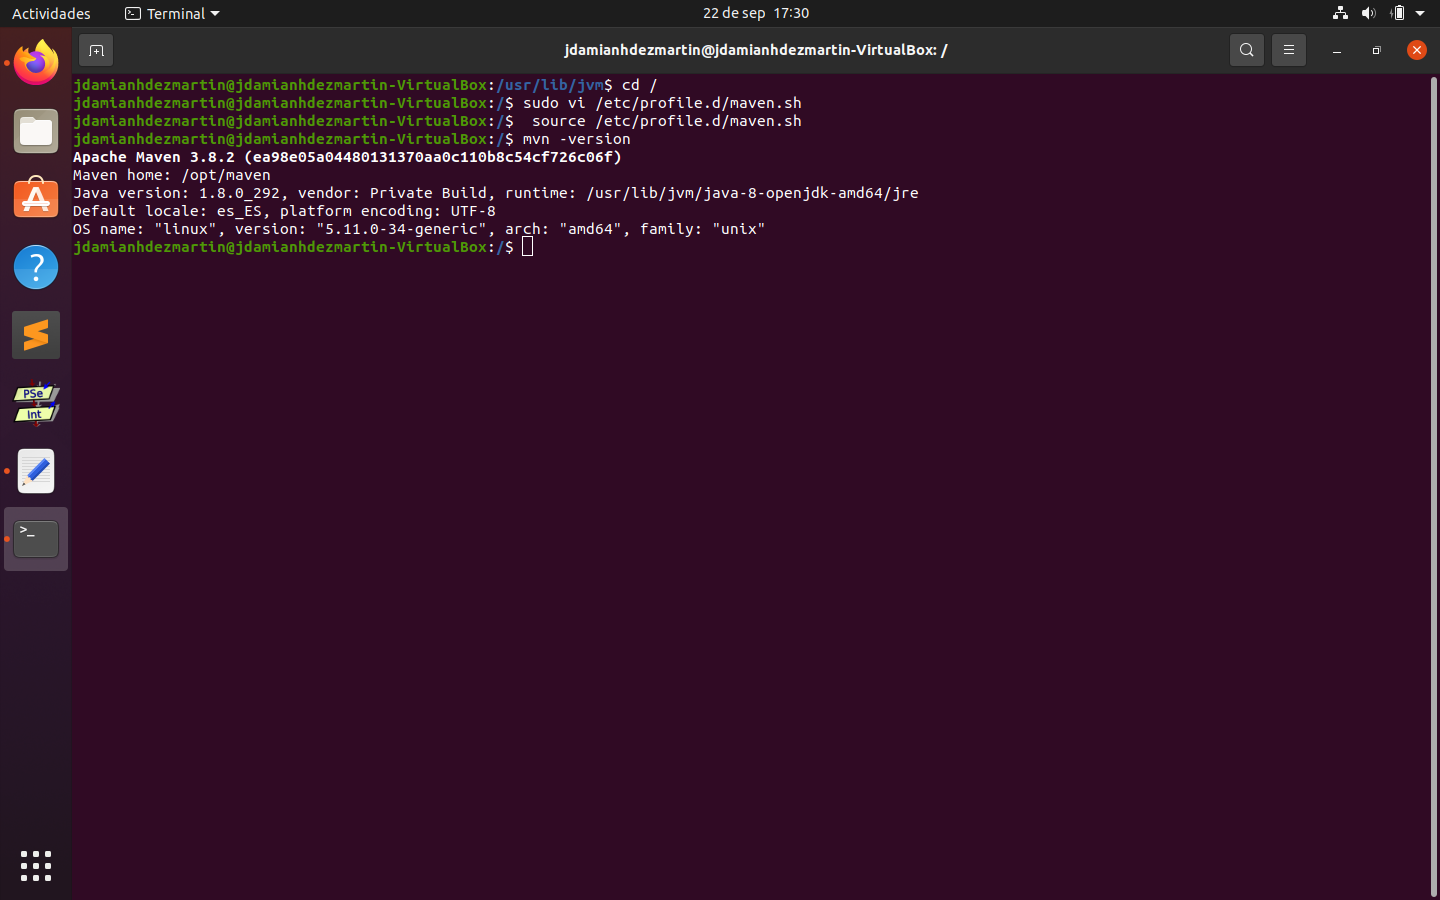 Actividades Terminal 22 de sep 17:30
jdamianhdezmartin@jdamianhdezmartin-VirtualBox: /
jdamianhdezmartin@jdamianhdezmartin-VirtualBox:/usr/lib/jvm$ cd /
jdamianhdezmartin@jdamianhdezmartin-VirtualBox:/$ sudo vi /etc/profile.d/maven.sh
jdamianhdezmartin@jdamianhdezmartin-VirtualBox:/$  source /etc/profile.d/maven.sh
jdamianhdezmartin@jdamianhdezmartin-VirtualBox:/$ mvn -version
Apache Maven 3.8.2 (ea98e05a04480131370aa0c110b8c54cf726c06f)
Maven home: /opt/maven
Java version: 1.8.0_292, vendor: Private Build, runtime: /usr/lib/jvm/java-8-openjdk-amd64/jre
Default locale: es_ES, platform encoding: UTF-8
OS name: "linux", version: "5.11.0-34-generic", arch: "amd64", family: "unix"
jdamianhdezmartin@jdamianhdezmartin-VirtualBox:/$
PSe
Int